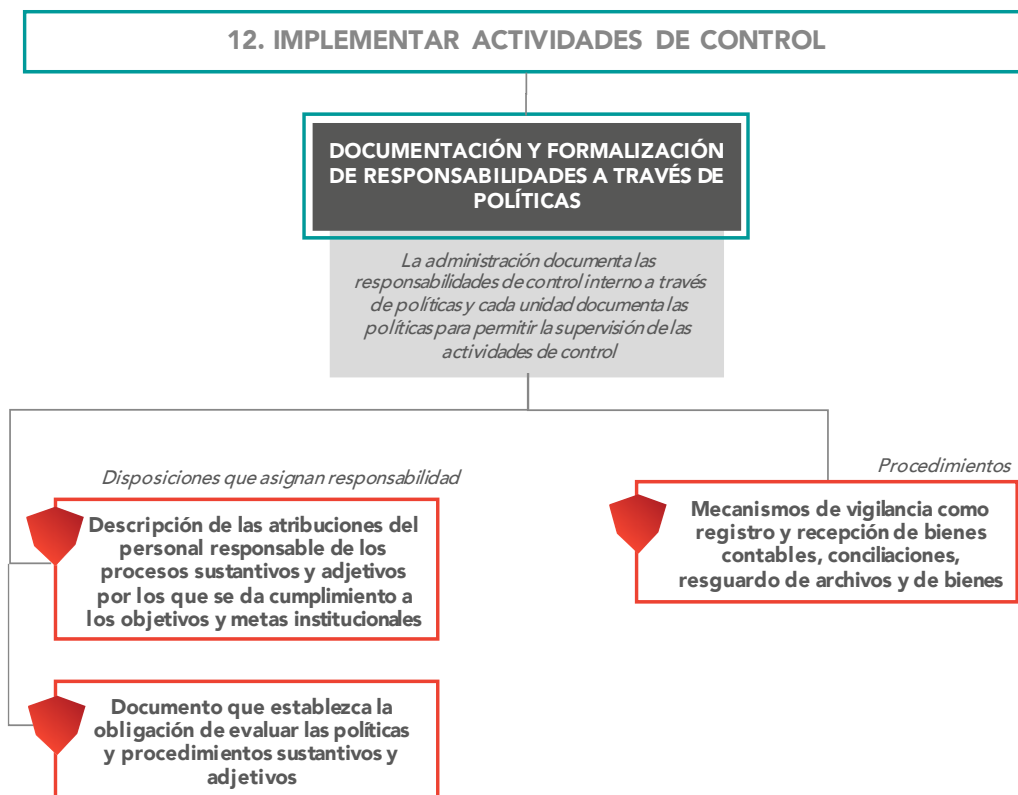 12. IMPLEMENTAR ACTIVIDADES DE CONTROL
DOCUMENTACIÓN Y FORMALIZACIÓN
DE RESPONSABILIDADES A TRAVÉS DE
POLÍTICAS
La administración documenta las
responsabilidades de control interno a través
de políticas y cada unidad documenta las
políticas para permitir la supervisión de las
actividades de control
Disposiciones que asignan responsabilidad
Descripción de las atribuciones del
personal responsable de los
procesos sustantivos y adjetivos
por los que se da cumplimiento a
los objetivos y metas institucionales
Documento que establezca la
obligación de evaluar las políticas
y procedimientos sustantivos y
adjetivos
Procedimientos
Mecanismos de vigilancia como
registro y recepción de bienes
contables, conciliaciones,
resguardo de archivos y de bienes